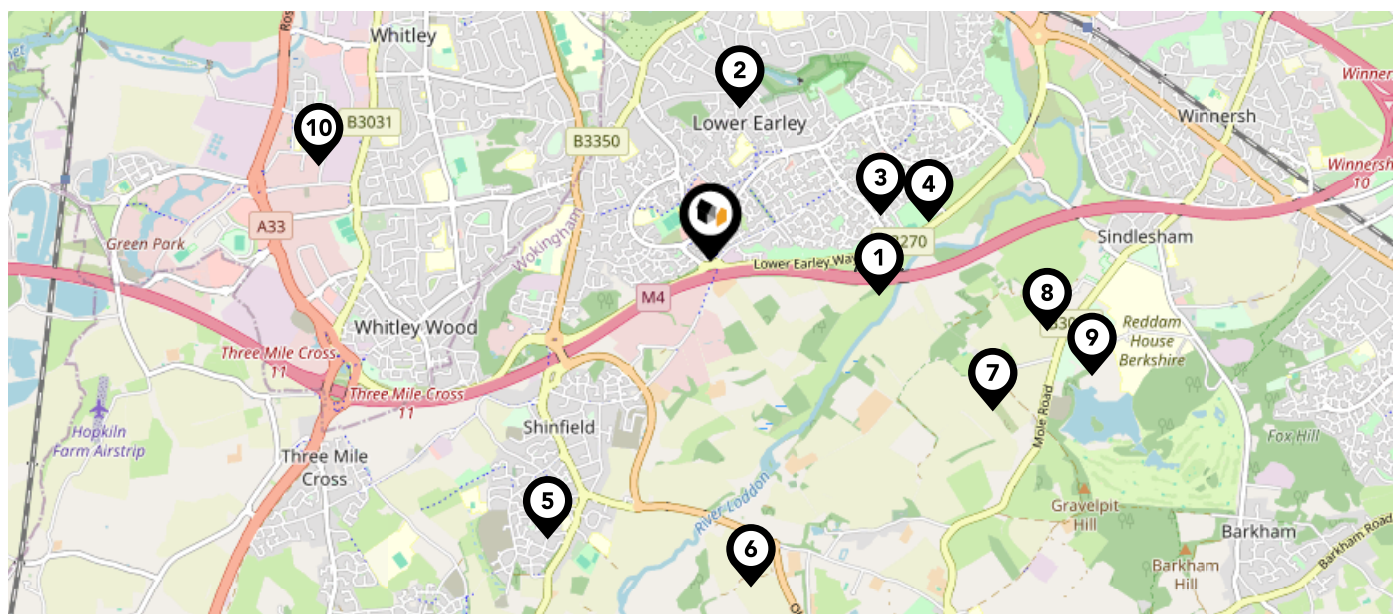 Whitley
2
Winner
10
B3031
Lower Earley
Winnersh
B3350
Winnersh
10
3
4
A33
Green Park
Wokingham
270
Sindlesham
1
Lower Earley Way
M4
8
Whitley Wood
B30
9
Reddam
House
Berkshire
Three Mile Cross
11
7
Three Mile Cross
11
Mole Road
Hopkiln
Farm Airstrip
Shinfield
Fox Hill
Three Mile
Cross
5
River Loddon
Gravelpit
Hill
6
Barkham
Barkham Road
Barkham
Hill